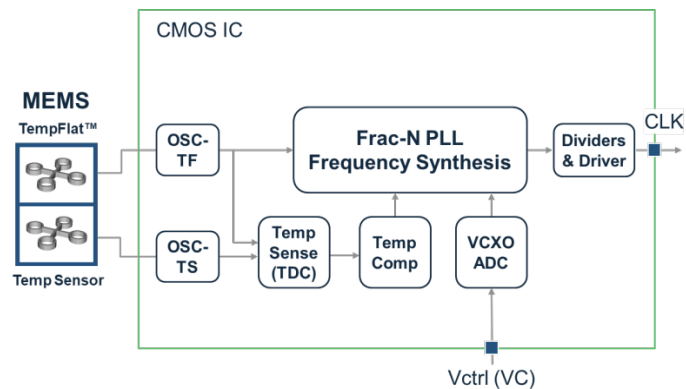 CMOS IC
MEMS
TempFlat™
Temp Sensor
OSC-
TF
OSC-
TS
Frac-N PLL
Frequency Synthesis
Temp
Sense
(TDC)
Temp
Comp
VCXO
ADC
Dividers
& Driver
CLK
Vctrl (VC)